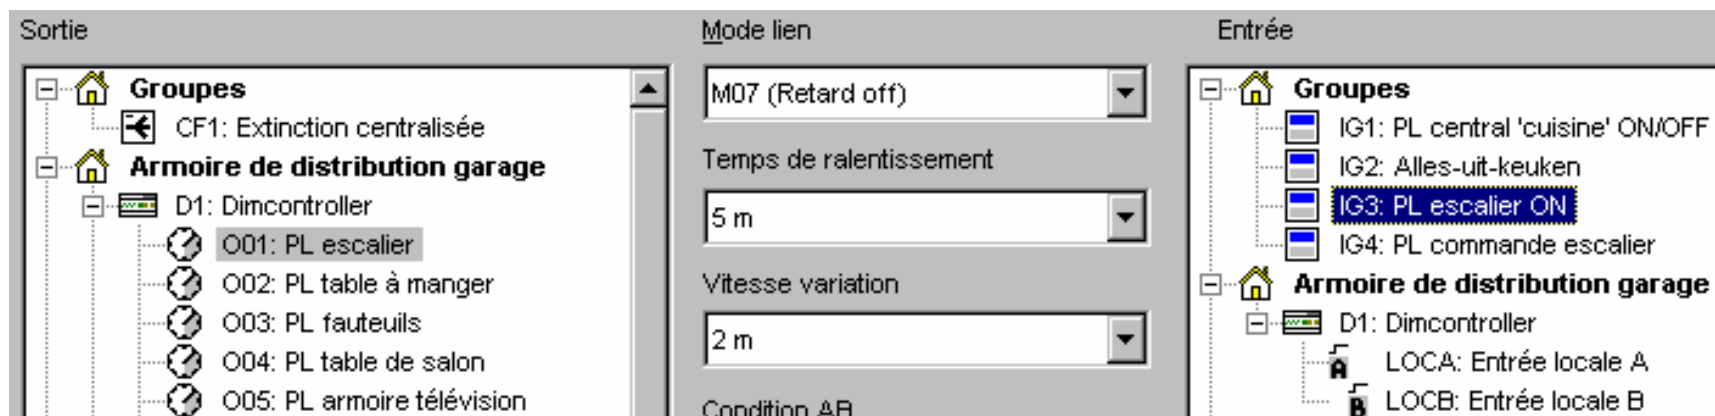 Sortie
Groupes
CF1: Extinction centralisée
Armoire de distribution garage
D1: Dimcontroller
O01: PL escalier
O02: PL table à manger
O03: PL fauteuils
O04: PL table de salon
O05: PL armoire télévision
Mode lien
M07 (Retard off)
Temps de ralentissement
5 m
Vitesse variation
2 m
Condition AB
Entrée
Groupes
IG1: PL central 'cuisine' ON/OFF
IG2: Alles-uit-keuken
IG3: PL escalier ON
IG4: PL commande escalier
Armoire de distribution garage
D1: Dimcontroller
A LOCA: Entrée locale A
B LOCB: Entrée locale B